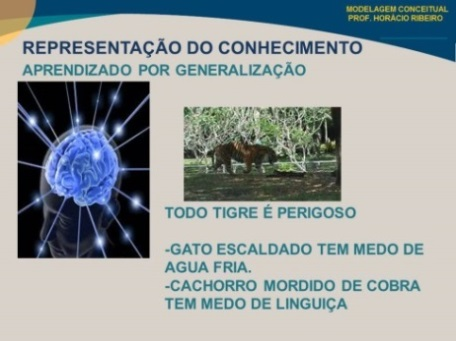 MODELAGEM CONCEITUAL
PROF. HORÁCIO RIBEIRO
REPRESENTAÇÃO DO CONHECIMENTO
APRENDIZADO POR GENERALIZAÇÃO
TODO TIGRE É PERIGOSO
-GATO ESCALDADO TEM MEDO DE
AGUA FRIA.
-CACHORRO MORDIDO DE COBRA
TEM MEDO DE LINGUIÇA